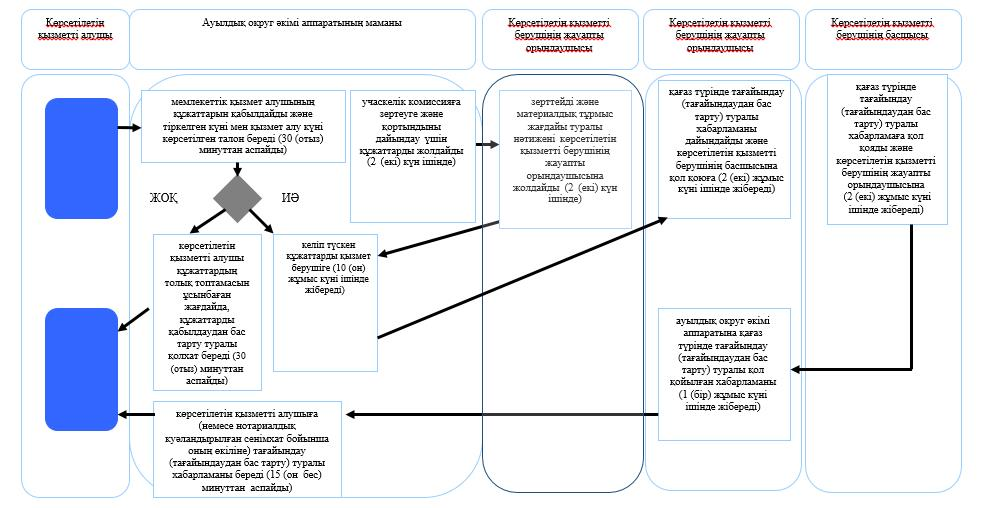 Көрсетілетін
қызметті алушы
Ауылдық округ әкімі аппаратының маманы
Көрсетілетін қызметті
берушінің жауапты
орындаушысы
Көрсетілетін қызметті
берушінің жауапты
орындаушысы
Көрсетілетін қызметті
берушінің басшысы
мемлекеттік қызмет алушының
құжаттарын қабылдайды және
тіркелген күні мен қызмет алу күні
көрсетілген талон береді (30 (отыз)
минуттан аспайды)
учаскелік комиссияға
зертеуге және
қортындыны
дайындау үшін
құжаттарды жолдайды
(2 (екі) күн ішінде)
зерттейді және
материалдық тұрмыс
жағдайы туралы
нәтижені көрсетілетін
қызметті берушінің
жауапты
орындаушысына
жолдайды (2 (екі) күн
ішінде)
қағаз түрінде тағайындау
(тағайындаудан бас
тарту) туралы
хабарламаны
дайындайды және
көрсетілетін қызметті
берушінің басшысына
қол қоюға (2 (екі) жұмыс
күні ішінде жібереді)
қағаз түрінде
тағайындау
(тағайындаудан бас
тарту) туралы
хабарламаға қол
қояды және
көрсетілетін қызметті
берушінің жауапты
орындаушысына
(2 (екі) жұмыс күні
ішінде жібереді)
ЖОҚ
ИӘ
көрсетілетін
қызметті алушы
құжаттардың
толық топтамасын
ұсынбаған
жағдайда,
құжаттарды
қабылдаудан бас
тарту туралы
қолхат береді (30
(отыз) минуттан
аспайды)
келіп түскен
құжаттарды қызмет
берушіге (10 (он)
жұмыс күні ішінде
жібереді)
ауылдық округ әкімі
аппаратына қағаз
түрінде тағайындау
(тағайындаудан бас
тарту) туралы қол
қойылған хабарламаны
(1 (бір) жұмыс күні
ішінде жібереді)
көрсетілетін қызметті алушыға
(немесе нотариалдық
куәландырылған сенімхат бойынша
оның өкіліне) тағайындау
(тағайындаудан бас тарту) туралы
хабарламаны береді (15 (он бес)
минуттан аспайды)